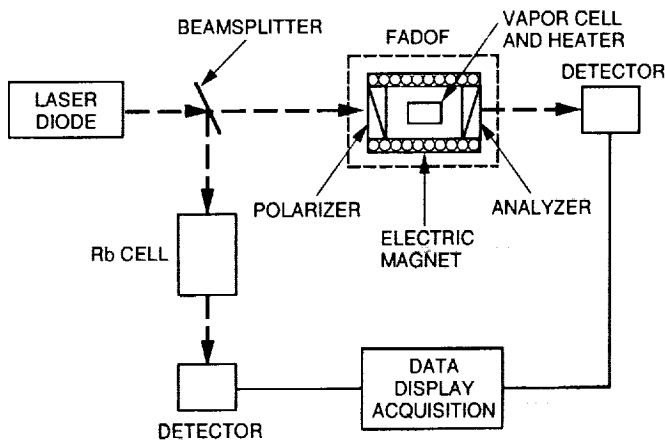 BEAMSPLITTER
FADOF
VAPOR CELL
AND HEATER
DETECTOR
LASER
DIODE
POLARIZER
ANALYZER
ELECTRIC
MAGNET
Rb CELL
DATA
DISPLAY
ACQUISITION
DETECTOR